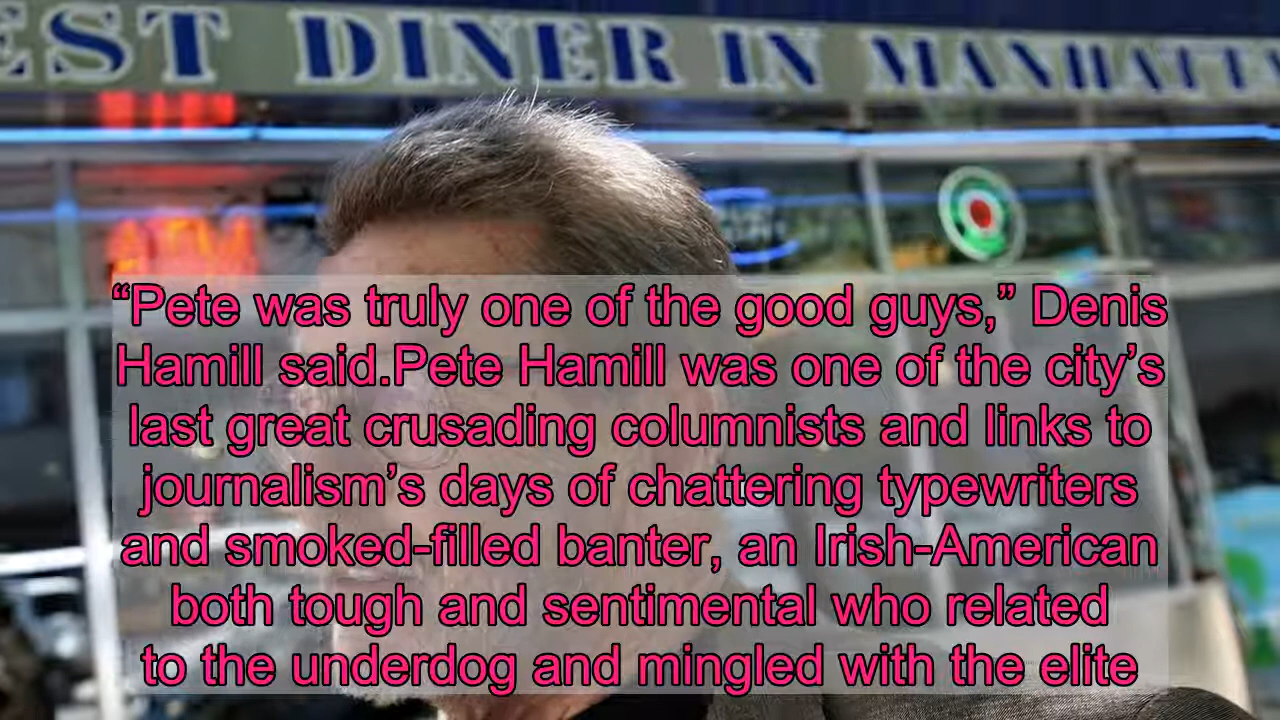 EST DINER IN MANHATTA
ATM
“Pete was truly one of the good guys,” Denis
Hamill said.Pete Hamill was one of the city’s
last great crusading columnists and links to
journalism’s days of chattering typewriters
and smoked-filled banter, an Irish-American
both tough and sentimental who related
to the underdog and mingled with the elite